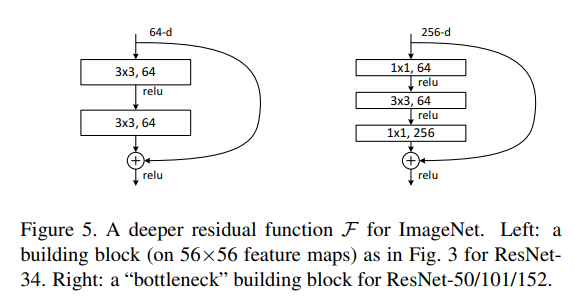 64-d
3x3, 64
relu
3x3, 64
+
relu
256-d
1x1, 64
relu
3x3, 64
relu
1x1, 256
+
relu
Figure 5. A deeper residual function F for ImageNet. Left: a
building block (on 56×56 feature maps) as in Fig. 3 for ResNet-
34. Right: a “bottleneck” building block for ResNet-50/101/152.